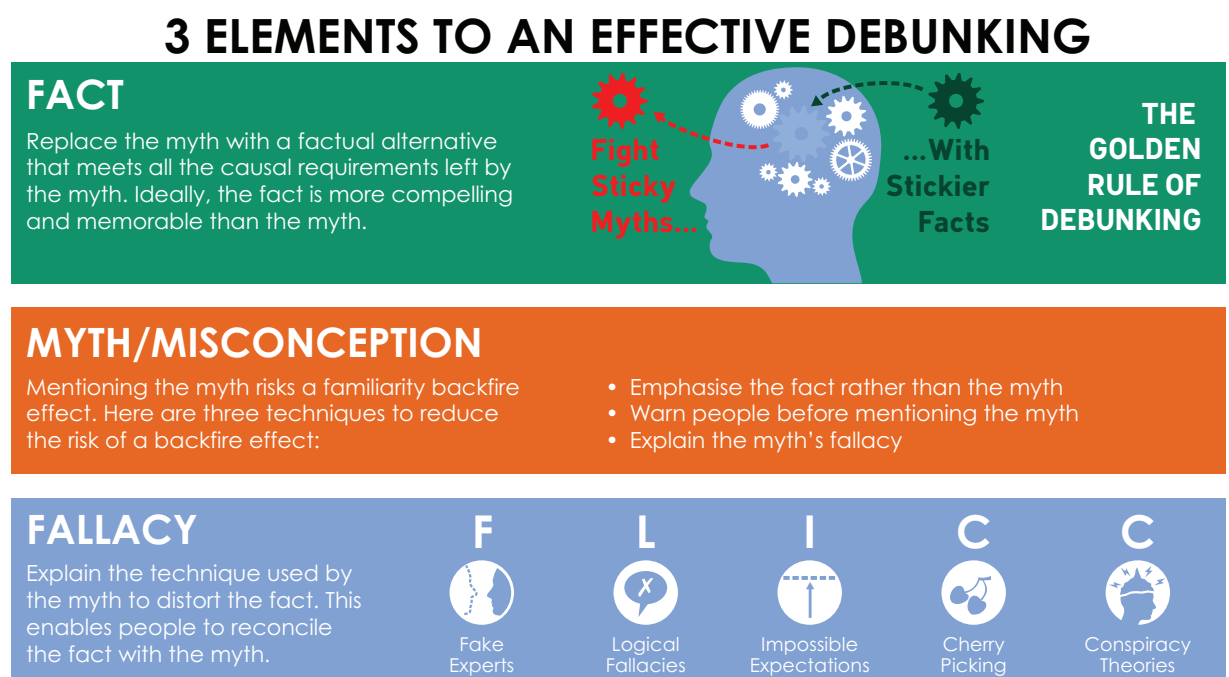 3 ELEMENTS TO AN EFFECTIVE DEBUNKING
FACT
Replace the myth with a factual alternative
that meets all the causal requirements left by
the myth. Ideally, the fact is more compelling
and memorable than the myth.
Fight
Sticky
Myths...
...With
Stickier
Facts
THE
GOLDEN
RULE OF
DEBUNKING
MYTH/MISCONCEPTION
Mentioning the myth risks a familiarity backfire
effect. Here are three techniques to reduce
the risk of a backfire effect:
• Emphasise the fact rather than the myth
• Warn people before mentioning the myth
• Explain the myth’s fallacy
FALLACY
Explain the technique used by
the myth to distort the fact. This
enables people to reconcile
the fact with the myth.
F
Fake
Experts
L
X
Logical
Fallacies
I
Impossible
Expectations
C
Cherry
Picking
C
Conspiracy
Theories